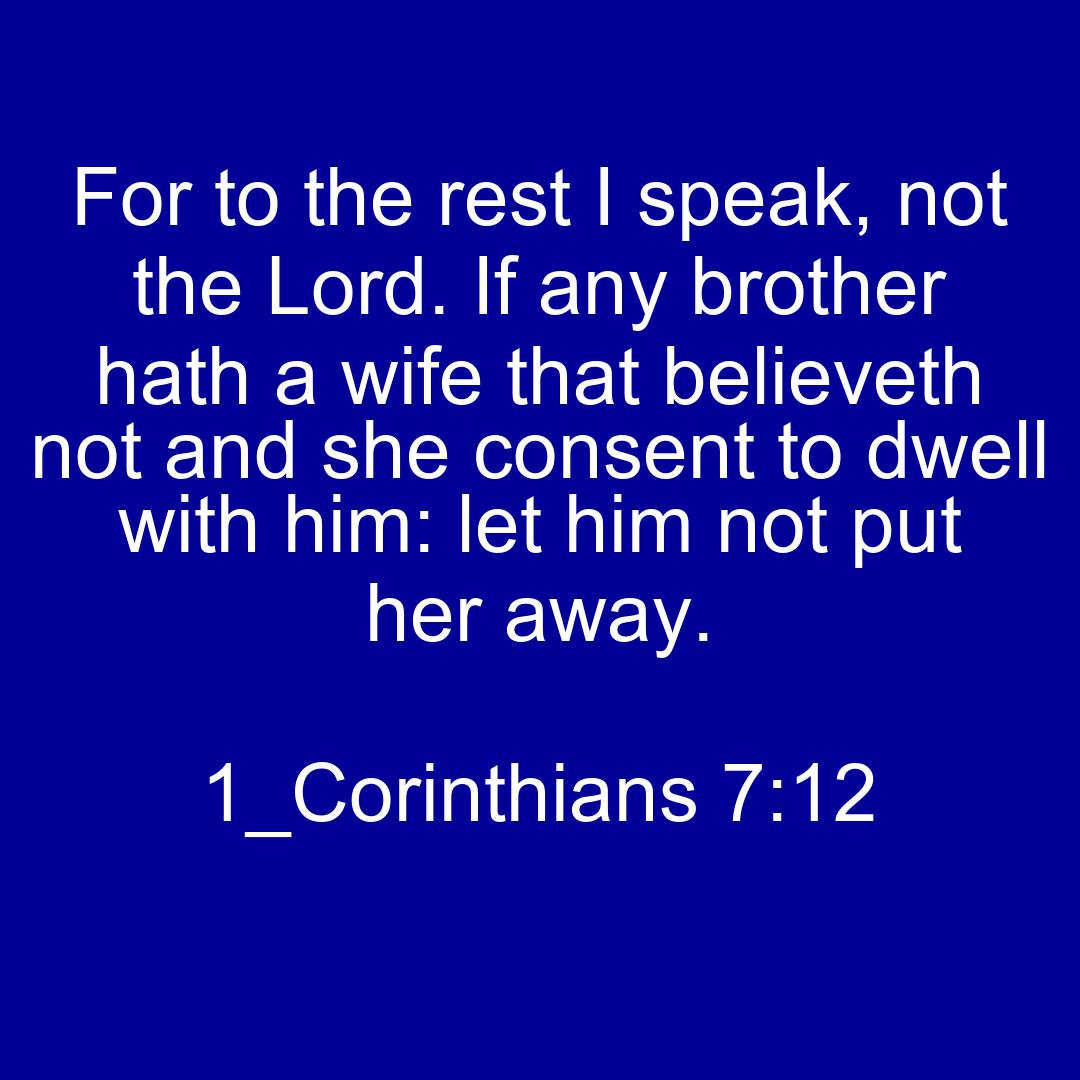 For to the rest I speak, not
the Lord. If any brother
hath a wife that believeth
not and she consent to dwell
with him: let him not put
her away.
1_Corinthians 7:12